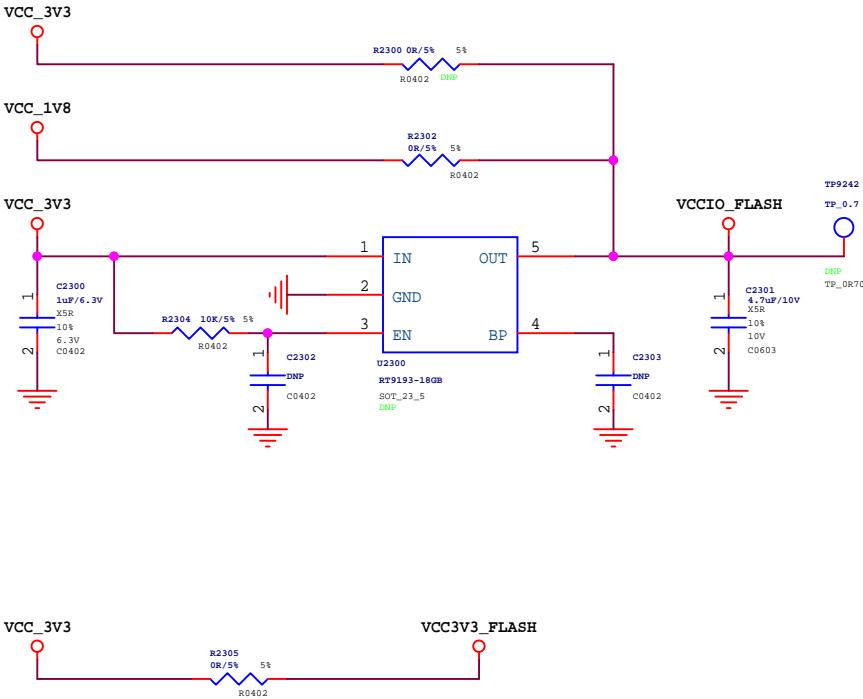 VCC_3V3
R2300 0R/5% 5%
R0402 DNP
VCC_1V8
R2302
0R/5% 5%
R0402
VCC_3V3
VCCIO_FLASH
TP9242
TP_0.7
DNP
TP_0R70
1 IN
OUT 5
2 GND
3 EN
BP 4
U2300
RT9193-18GB
SOT_23_5
DNP
1
2
C2300
1uF/6.3V
X5R
10%
6.3V
C0402
R2304 10K/5% 5%
R0402
1
2
C2302
DNP
C0402
1
2
C2303
DNP
C0402
1
2
C2301
4.7uF/10V
X5R
10%
10V
C0603
VCC_3V3
VCC3V3_FLASH
R2305
0R/5% 5%
R0402